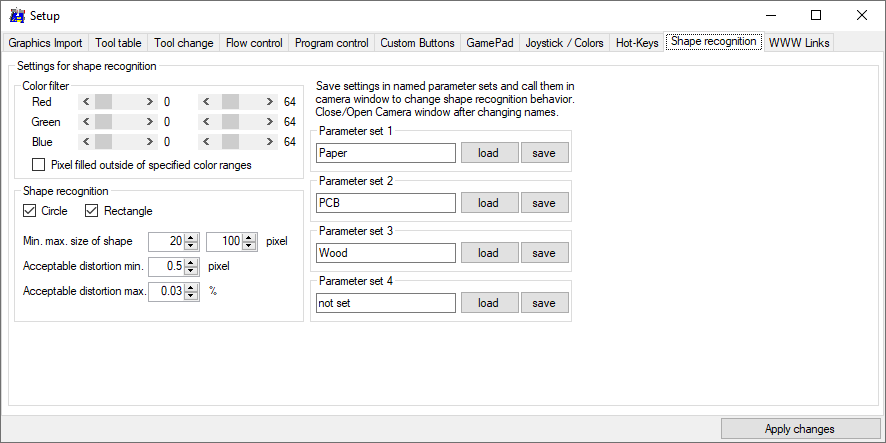 Setup
Graphics Import Tool table Tool change Flow control Program control Custom Buttons GamePad Joystick / Colors Hot-Keys Shape recognition WWW Links
Settings for shape recognition
Color filter
Red 0 64
Green 0 64
Blue 0 64
Pixel filled outside of specified color ranges
Shape recognition
Circle Rectangle
Min. max. size of shape 20 100 pixel
Acceptable distortion min. 0.5 pixel
Acceptable distortion max. 0.03 %
Save settings in named parameter sets and call them in
camera window to change shape recognition behavior.
Close/Open Camera window after changing names.
Parameter set 1
Paper load save
Parameter set 2
PCB load save
Parameter set 3
Wood load save
Parameter set 4
not set load save
Apply changes